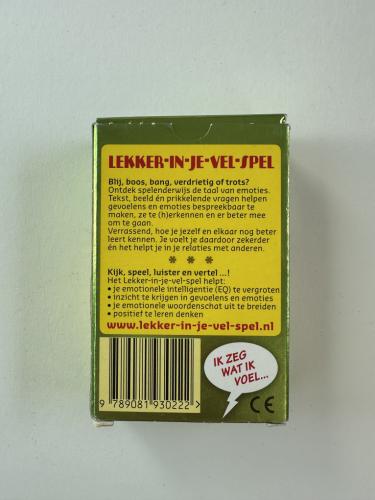 LEKKER-IN-JE-VEL-SPEL
Blij, boos, bang, verdrietig of trots?
Ontdek spelenderwijs de taal van emoties.
Tekst, beeld én prikkelende vragen helpen
gevoelens en emoties bespreekbaar te
maken, ze te (h)erkennen en er beter mee
om te gaan.
Verrassend, hoe je jezelf en elkaar nog beter
leert kennen. Je voelt je daardoor zekerder
én het helpt je in je relaties met anderen.
Kijk, speel, luister en vertel ...!
Het Lekker-in-je-vel-spel helpt:
• je emotionele intelligentie (EQ) te vergroten
• inzicht te krijgen in gevoelens en emoties
• je emotionele woordenschat uit te breiden
• positief te leren denken
www.lekker-in-je-vel-spel.nl
IK ZEG
WAT IK
VOEL...
9 789081 930222 >
CE